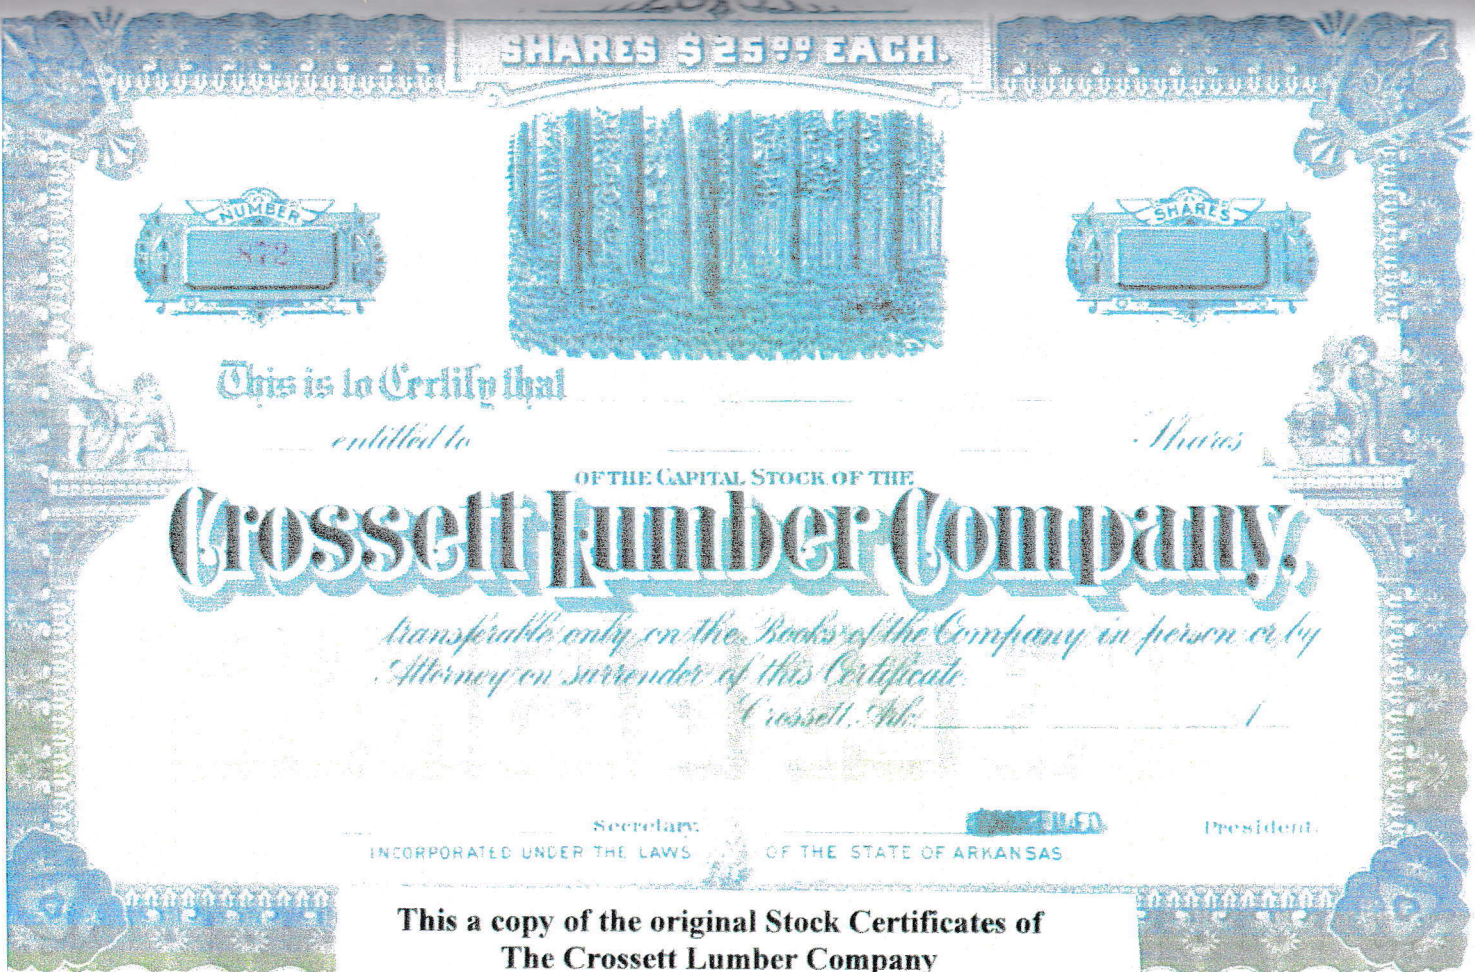 SHARES $25.00 EACH.
NUMBER
872
SHARES
This is to Certify that
entitled to Shares
OF THE CAPITAL STOCK OF THE
Crossett Lumber Company,
transferable only on the Books of the Company in person or by
Attorney on surrender of this Certificate.
Crossett, Ark. 1
Secretary. President.
INCORPORATED UNDER THE LAWS OF THE STATE OF ARKANSAS
This a copy of the original Stock Certificates of
The Crossett Lumber Company